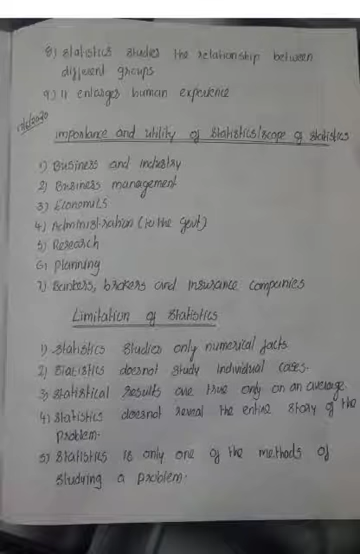 8) Statistics studies the relationship between
different groups
9) It enlarges human experience
Importance and utility of Statistics/scope of statistics
1) Business and industry
2) Business management
3) Economics
4) Administration (to the govt)
5) Research
6) Planning
7) Bankers, brokers and Insurance companies
Limitation of Statistics
1) Statistics studies only numerical facts.
2) Statistics doesnot study individual cases.
3) Statistical Results are true only on an average.
4) Statistics doesnot reveal the entire story of the
problem.
5) Statistics is only one of the methods of
studying a problem.